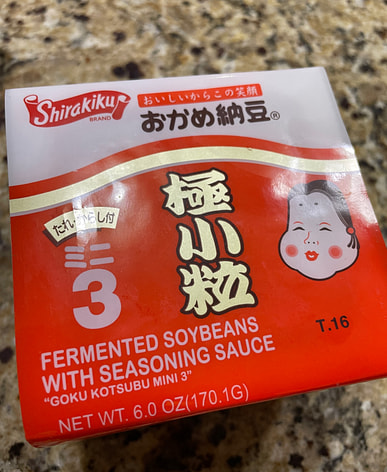 Shirakiku
BRAND
おいしいからこの笑顔
おかめ納豆®
たれ・からし付
ミニ
3
極小粒
T.16
FERMENTED SOYBEANS
WITH SEASONING SAUCE
"GOKU KOTSUBU MINI 3"
NET WT. 6.0 OZ(170.1G)